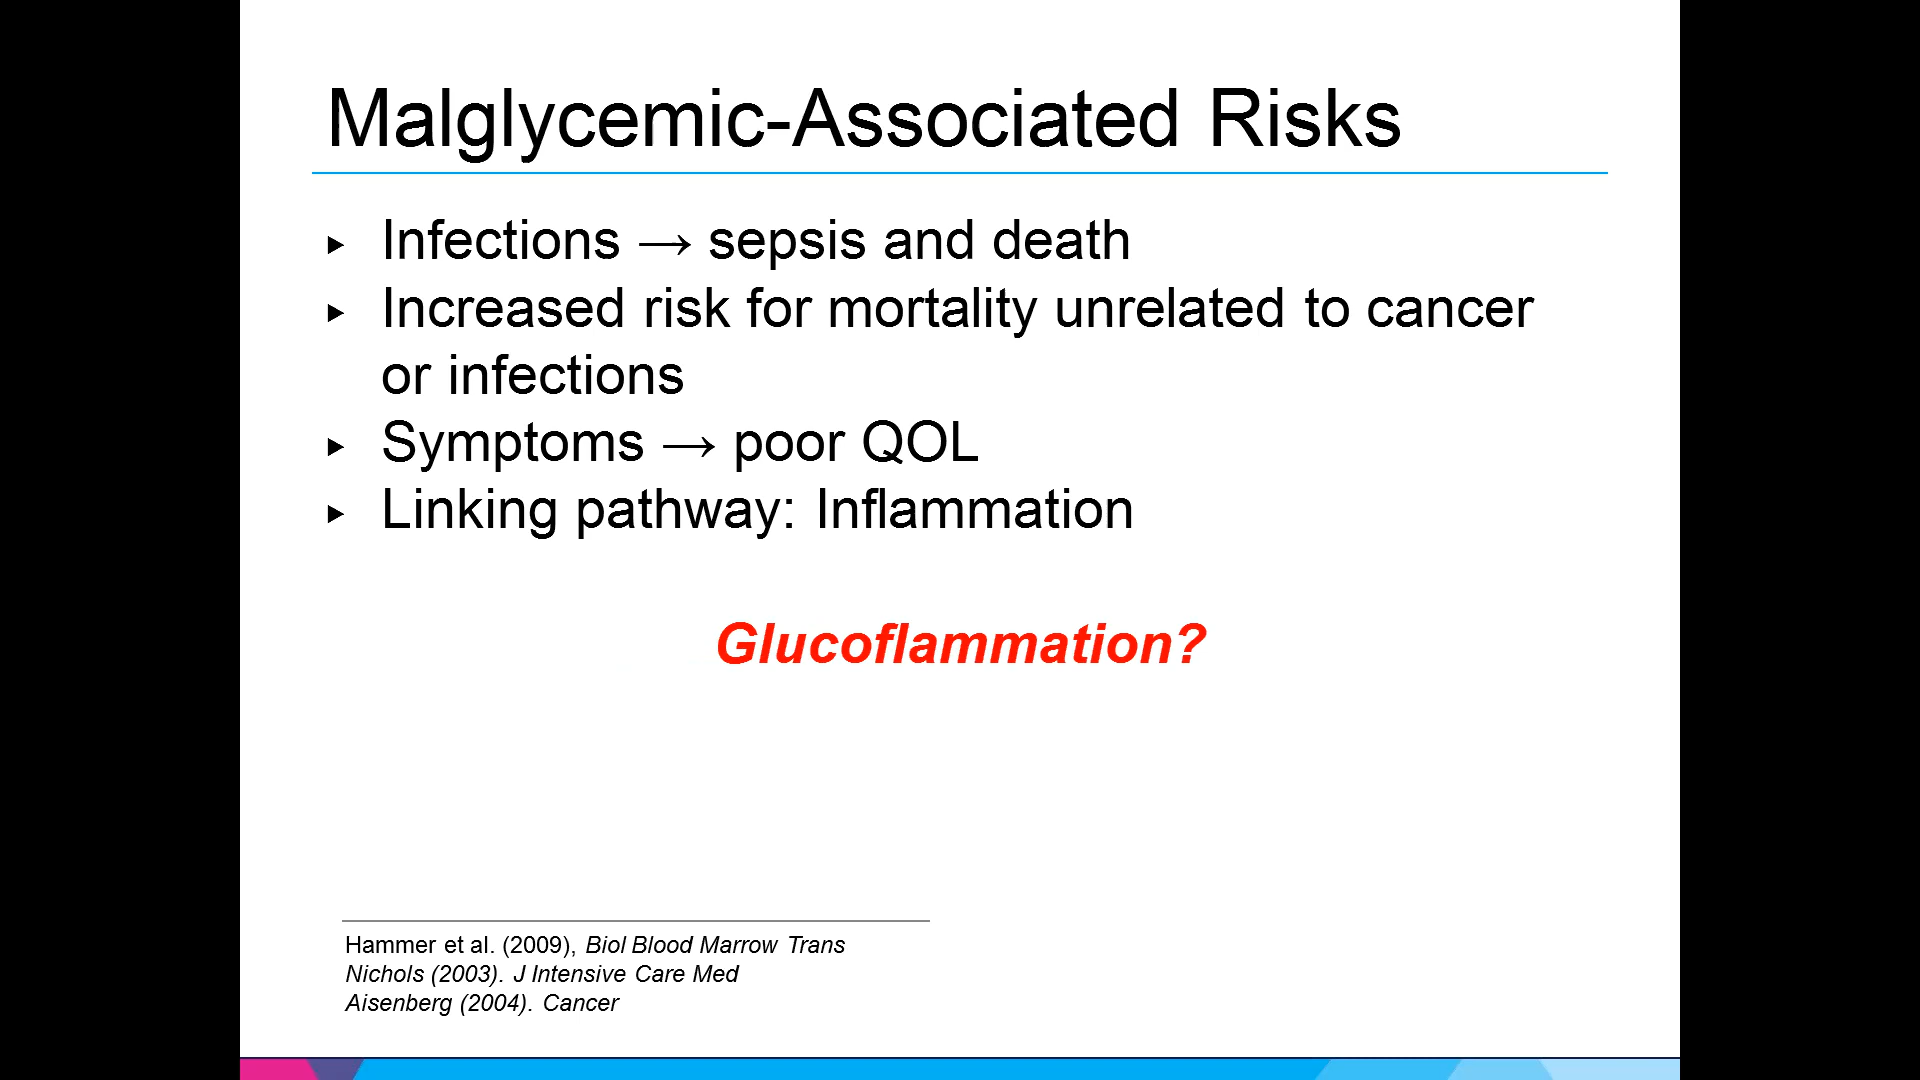 Malglycemic-Associated Risks
▸ Infections → sepsis and death
▸ Increased risk for mortality unrelated to cancer
or infections
▸ Symptoms → poor QOL
▸ Linking pathway: Inflammation
Glucoflammation?
Hammer et al. (2009), Biol Blood Marrow Trans
Nichols (2003). J Intensive Care Med
Aisenberg (2004). Cancer